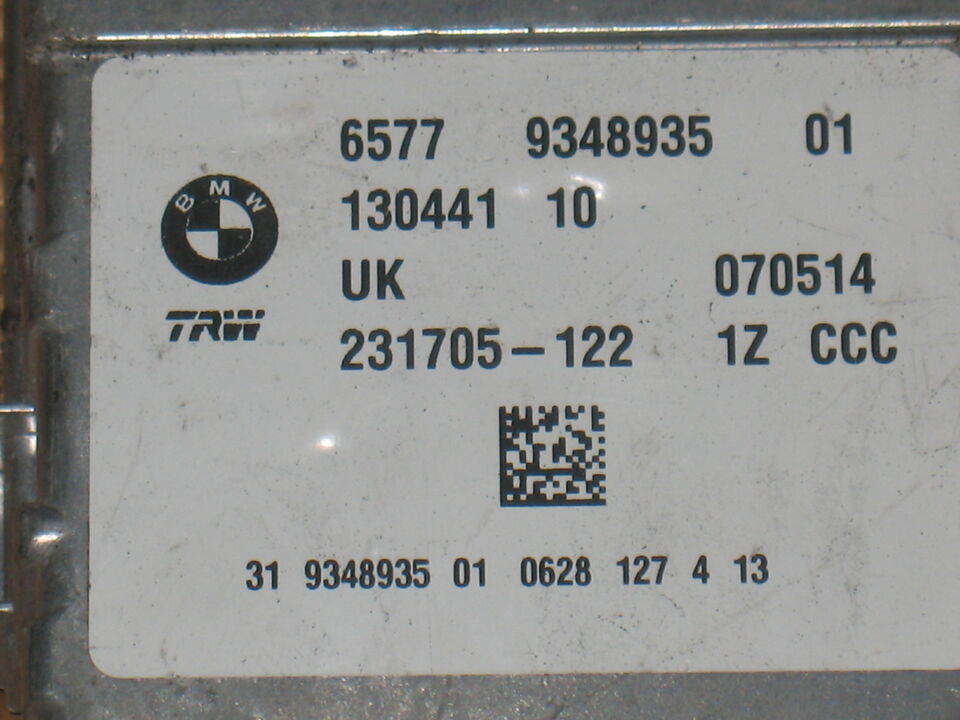 6577 9348935 01
130441 10
BMW
UK 070514
TRW
231705-122 1Z CCC
31 9348935 01 0628 127 4 13